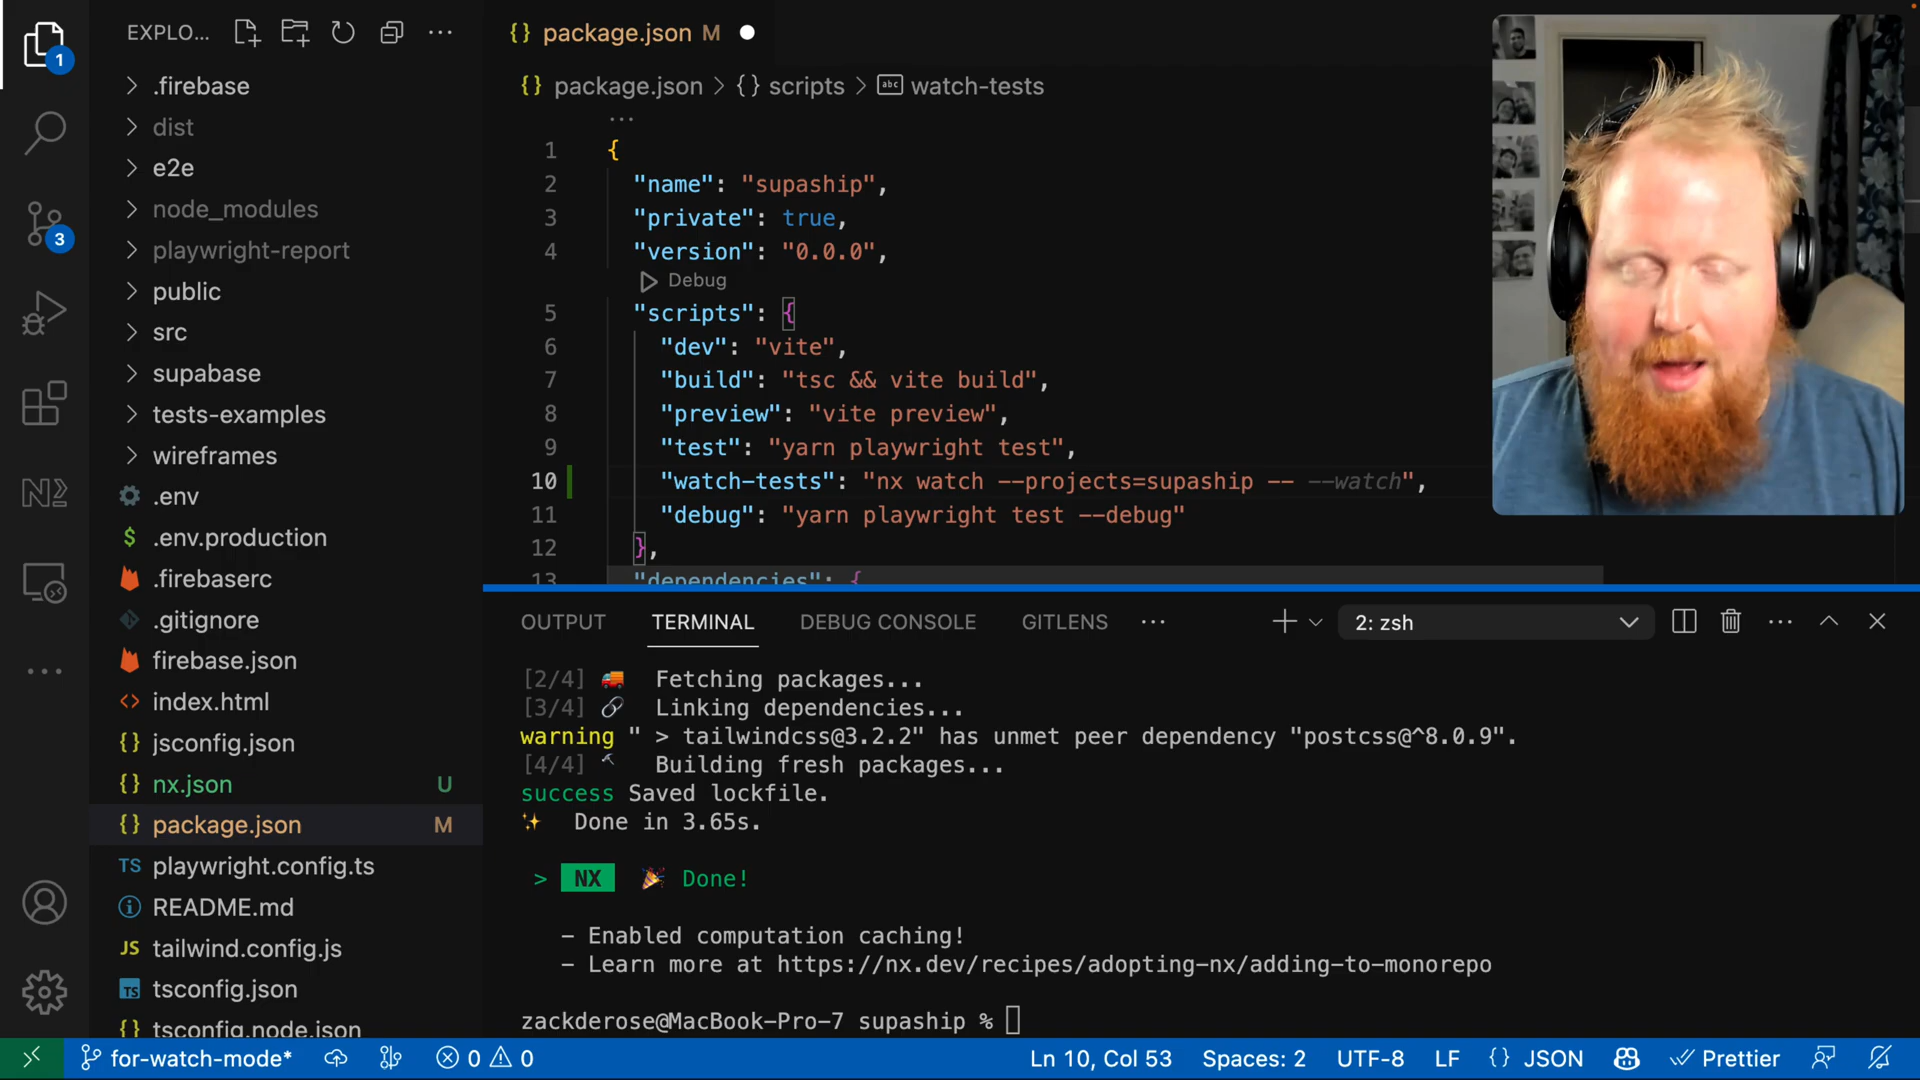 EXPLO...
.firebase
dist
e2e
node_modules
playwright-report
public
src
supabase
tests-examples
wireframes
.env
.env.production
.firebaserc
.gitignore
firebase.json
index.html
jsconfig.json
nx.json U
package.json M
playwright.config.ts
README.md
tailwind.config.js
tsconfig.json
tsconfig.node.json
1
3
package.json M
package.json > {} scripts > abc watch-tests
...
1 {
2 "name": "supaship",
3 "private": true,
4 "version": "0.0.0",
Debug
5 "scripts": {
6 "dev": "vite",
7 "build": "tsc && vite build",
8 "preview": "vite preview",
9 "test": "yarn playwright test",
10 "watch-tests": "nx watch --projects=supaship -- --watch",
11 "debug": "yarn playwright test --debug"
12 },
13 "dependencies": {
OUTPUT TERMINAL DEBUG CONSOLE GITLENS ... 2: zsh
[2/4] 🚚 Fetching packages...
[3/4] 🔗 Linking dependencies...
warning " > tailwindcss@3.2.2" has unmet peer dependency "postcss@^8.0.9".
[4/4] 🔨 Building fresh packages...
success Saved lockfile.
✨ Done in 3.65s.
> NX 🎉 Done!
– Enabled computation caching!
– Learn more at https://nx.dev/recipes/adopting-nx/adding-to-monorepo
zackderose@MacBook-Pro-7 supaship %
for-watch-mode* 0 0 Ln 10, Col 53 Spaces: 2 UTF-8 LF {} JSON Prettier